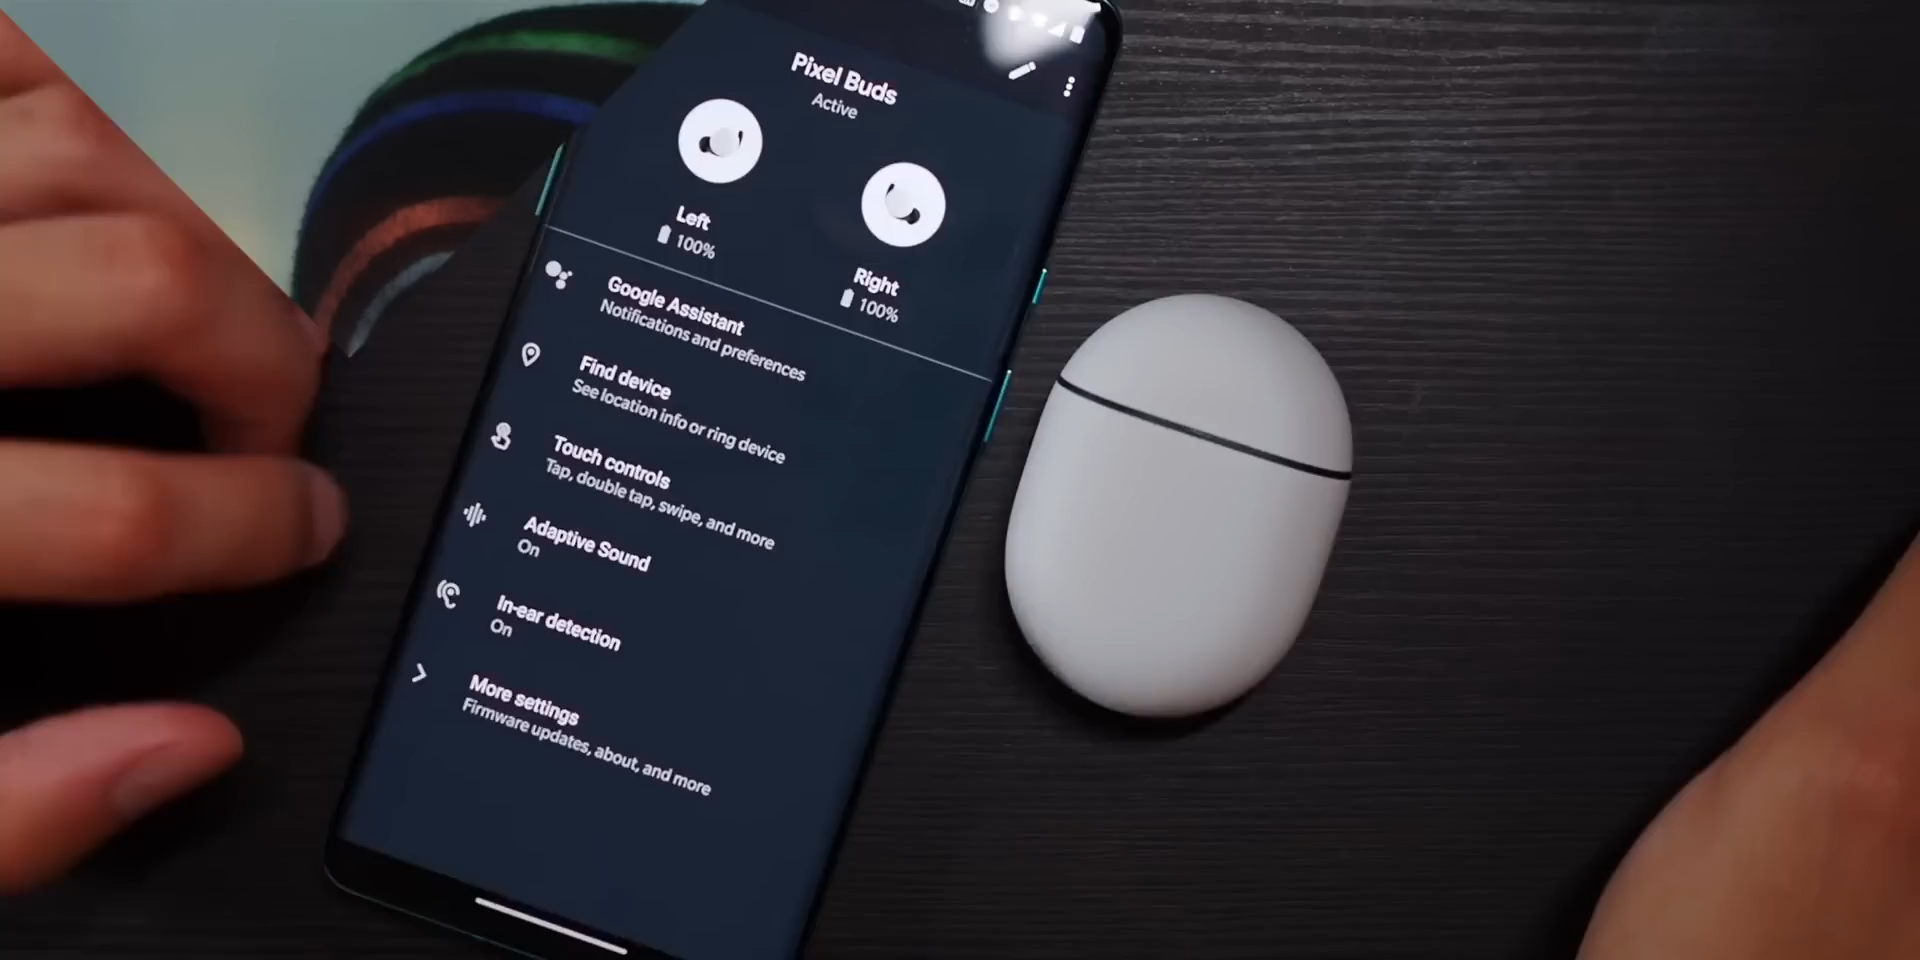 Pixel Buds
Active
Left
100%
Right
100%
Google Assistant
Notifications and preferences
Find device
See location info or ring device
Touch controls
Tap, double tap, swipe, and more
Adaptive Sound
On
In-ear detection
On
More settings
Firmware updates, about, and more